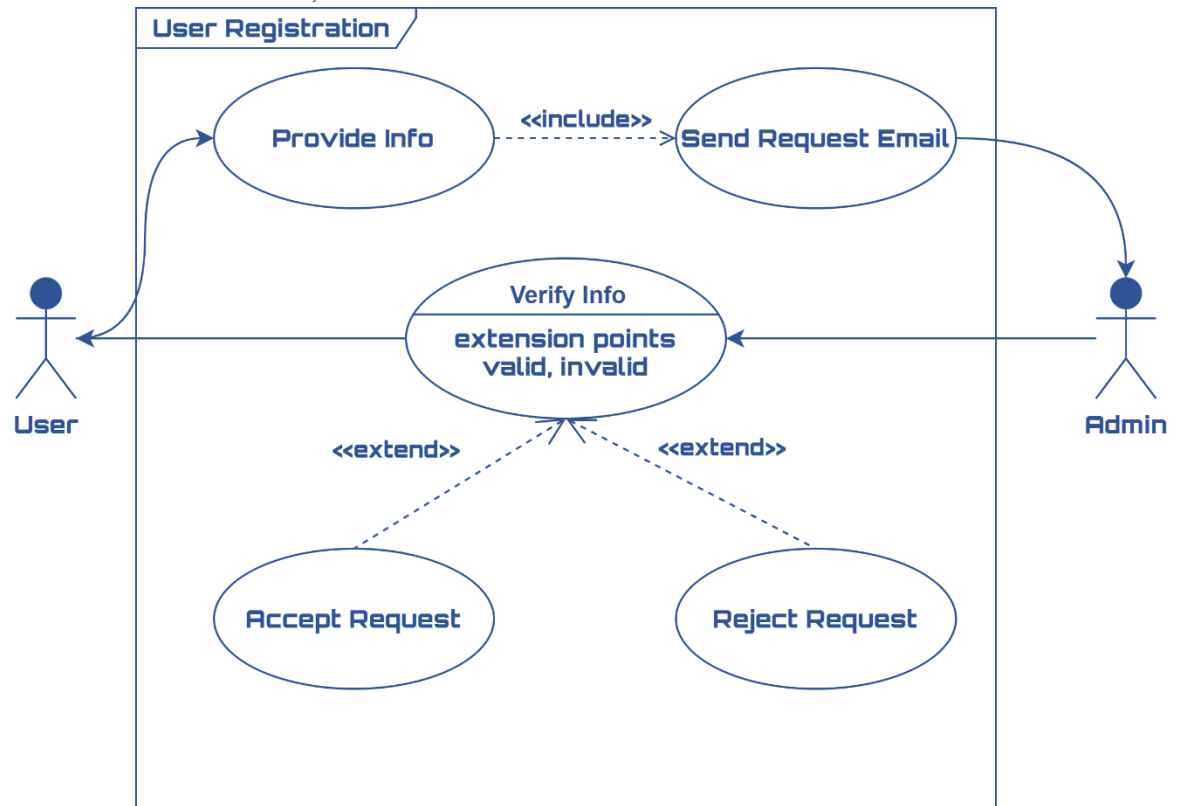 User Registration
Provide Info
<<include>>
Send Request Email
Verify Info
extension points
valid, invalid
User
Admin
<<extend>>
<<extend>>
Accept Request
Reject Request